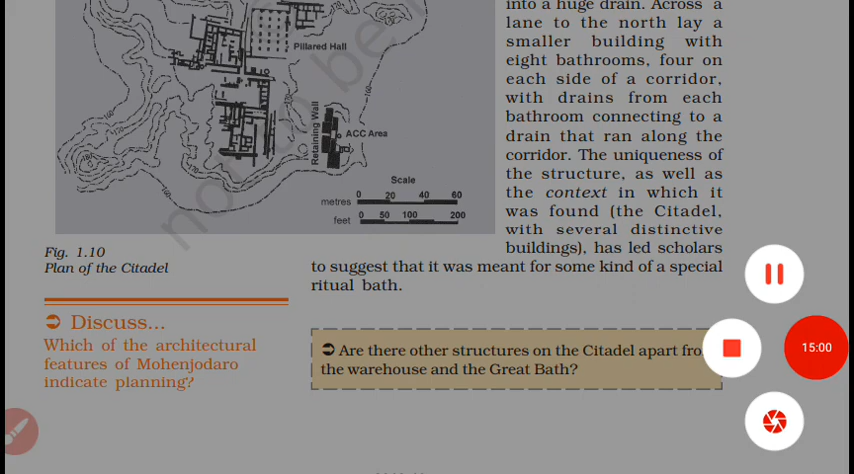 into a huge drain. Across a
lane to the north lay a
smaller building with
eight bathrooms, four on
each side of a corridor,
with drains from each
bathroom connecting to a
drain that ran along the
corridor. The uniqueness of
the structure, as well as
the context in which it
was found (the Citadel,
with several distinctive
buildings), has led scholars
to suggest that it was meant for some kind of a special
ritual bath.
Pillared Hall
Retaining Wall
ACC Area
Scale
metres 0 20 40 60
feet 0 50 100 200
not to be
Fig. 1.10
Plan of the Citadel
➲ Discuss...
Which of the architectural
features of Mohenjodaro
indicate planning?
➲ Are there other structures on the Citadel apart fro
the warehouse and the Great Bath?
15:00